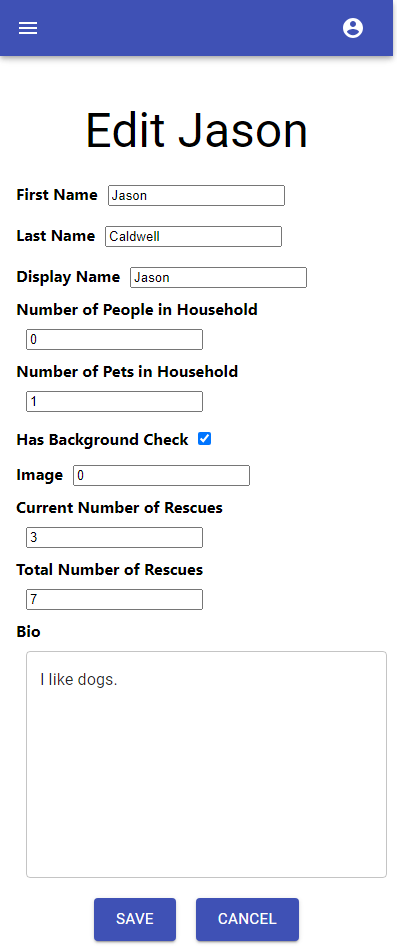 Edit Jason
First Name Jason
Last Name Caldwell
Display Name Jason
Number of People in Household
0
Number of Pets in Household
1
Has Background Check
Image 0
Current Number of Rescues
3
Total Number of Rescues
7
Bio
I like dogs.
SAVE CANCEL